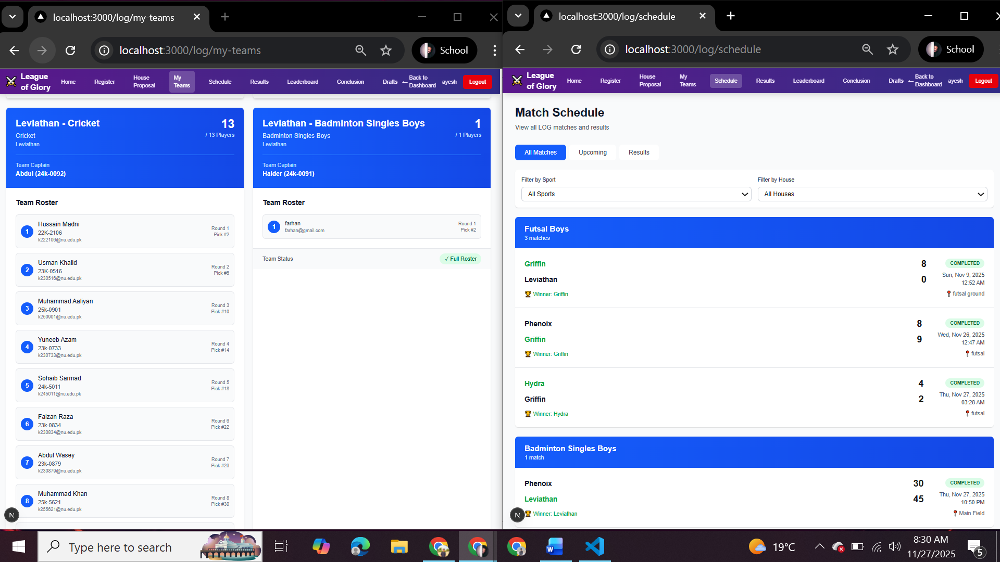 localhost:3000/log/my-teams
localhost:3000/log/my-teams
School
League of Glory
Home
Register
House Proposal
My Teams
Schedule
Results
Leaderboard
Conclusion
Drafts
←Back to Dashboard
ayesh
Logout
Leviathan - Cricket
13
Cricket
/ 13 Players
Leviathan
Team Captain
Abdul (24k-0092)
Team Roster
1
Hussain Madni
22K-2106
k222106@nu.edu.pk
Round 1
Pick #2
2
Usman Khalid
23K-0516
k230516@nu.edu.pk
Round 2
Pick #6
3
Muhammad Aaliyan
25k-0901
k250901@nu.edu.pk
Round 3
Pick #10
4
Yuneeb Azam
23k-0733
k230733@nu.edu.pk
Round 4
Pick #14
5
Sohaib Sarmad
24k-5011
k245011@nu.edu.pk
Round 5
Pick #18
6
Faizan Raza
23k-0834
k230834@nu.edu.pk
Round 6
Pick #22
7
Abdul Wasey
23k-0879
k230879@nu.edu.pk
Round 7
Pick #26
8
Muhammad Khan
25k-5621
k255621@nu.edu.pk
Round 8
Pick #30
N
Leviathan - Badminton Singles Boys
1
Badminton Singles Boys
/ 1 Players
Leviathan
Team Captain
Haider (24k-0091)
Team Roster
1
farhan
farhan@gmail.com
Round 1
Pick #2
Team Status
✓ Full Roster
localhost:3000/log/schedule
localhost:3000/log/schedule
School
League of Glory
Home
Register
House Proposal
My Teams
Schedule
Results
Leaderboard
Conclusion
Drafts
←Back to Dashboard
ayesh
Logout
Match Schedule
View all LOG matches and results
All Matches
Upcoming
Results
Filter by Sport
All Sports
Filter by House
All Houses
Futsal Boys
3 matches
Griffin
8
Leviathan
0
Winner: Griffin
COMPLETED
Sun, Nov 9, 2025
12:52 AM
futsal ground
Phenoix
8
Griffin
9
Winner: Griffin
COMPLETED
Wed, Nov 26, 2025
12:47 AM
futsal
Hydra
4
Griffin
2
Winner: Hydra
COMPLETED
Thu, Nov 27, 2025
03:28 AM
futsal
Badminton Singles Boys
1 match
Phenoix
30
Leviathan
45
Winner: Leviathan
COMPLETED
Thu, Nov 27, 2025
10:50 PM
Main Field
N
Type here to search
19°C
8:30 AM
11/27/2025
5